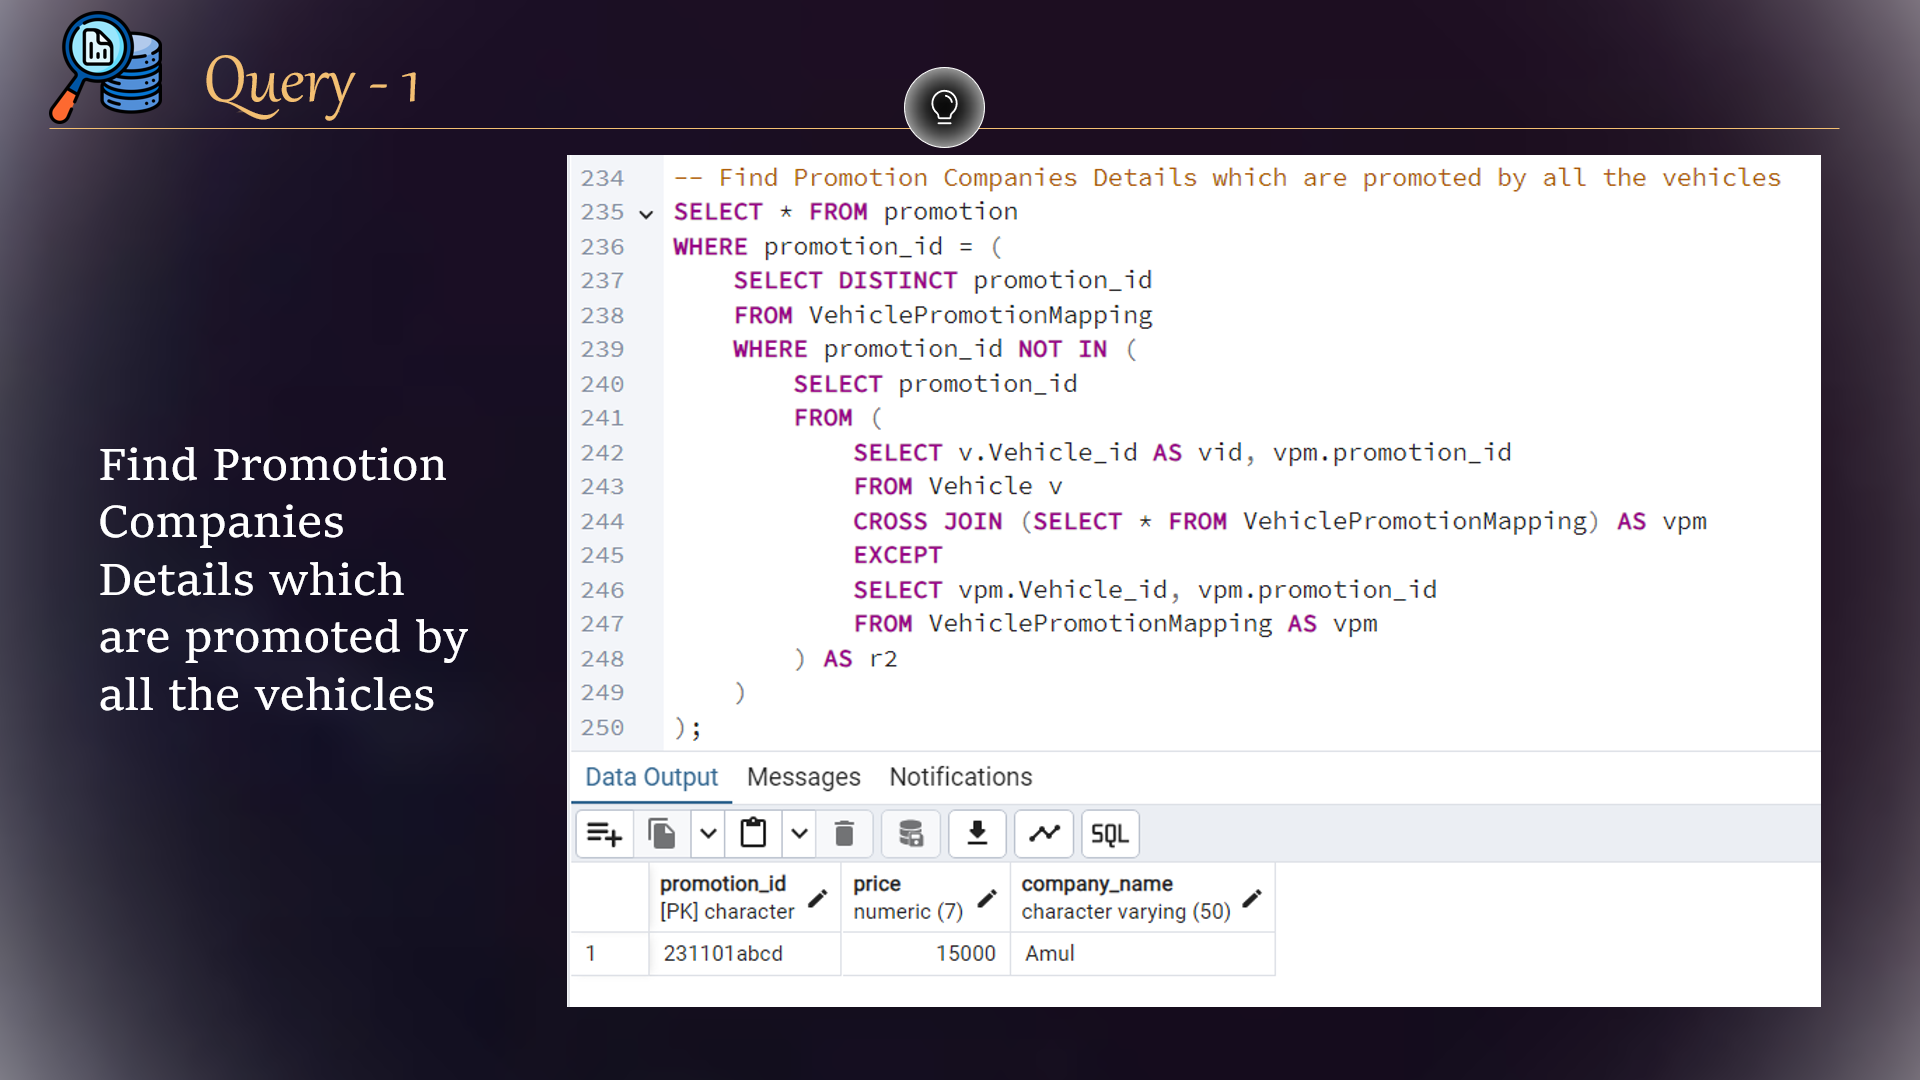 Query - 1
Find Promotion
Companies
Details which
are promoted by
all the vehicles
234 -- Find Promotion Companies Details which are promoted by all the vehicles
235 SELECT * FROM promotion
236 WHERE promotion_id = (
237 SELECT DISTINCT promotion_id
238 FROM VehiclePromotionMapping
239 WHERE promotion_id NOT IN (
240 SELECT promotion_id
241 FROM (
242 SELECT v.Vehicle_id AS vid, vpm.promotion_id
243 FROM Vehicle v
244 CROSS JOIN (SELECT * FROM VehiclePromotionMapping) AS vpm
245 EXCEPT
246 SELECT vpm.Vehicle_id, vpm.promotion_id
247 FROM VehiclePromotionMapping AS vpm
248 ) AS r2
249 )
250 );
Data Output Messages Notifications
SQL
promotion_id price company_name
[PK] character numeric (7) character varying (50)
1 231101abcd 15000 Amul